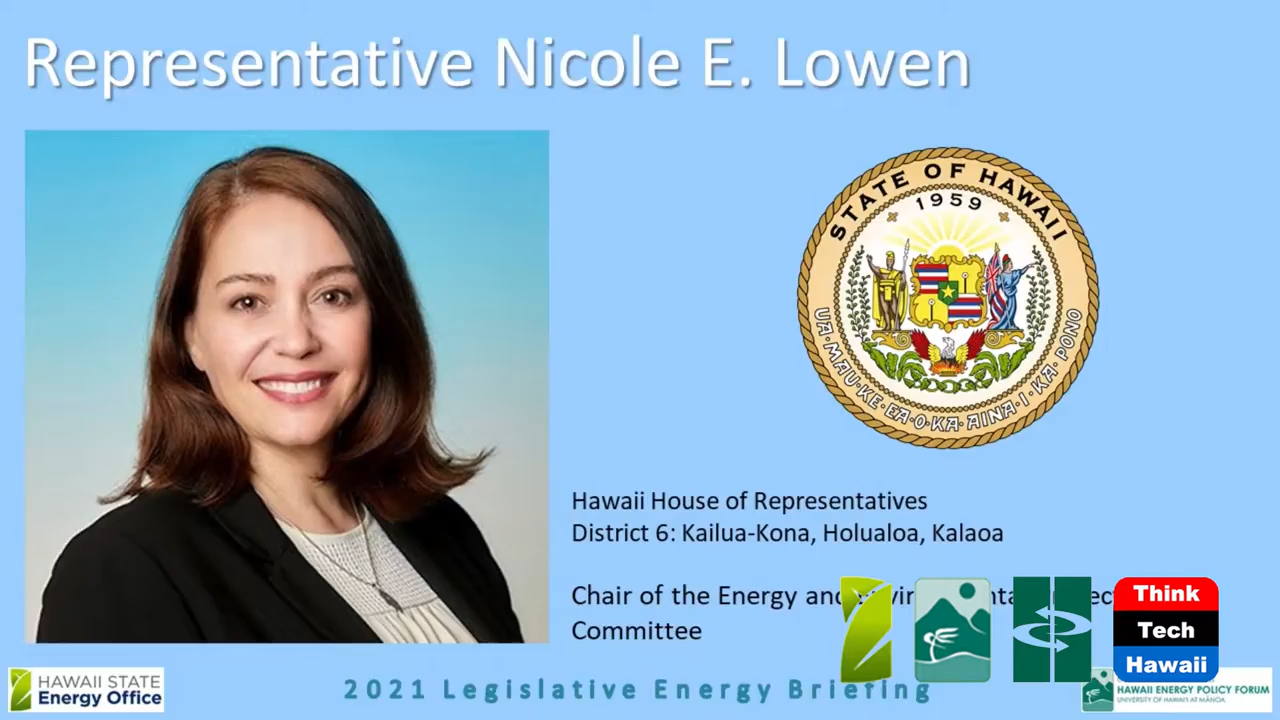 Representative Nicole E. Lowen
STATE OF HAWAII
1959
UA·MAU·KE·EA·O·KA·AINA·I·KA·PONO
Hawaii House of Representatives
District 6: Kailua-Kona, Holualoa, Kalaoa
Chair of the Energy and
Committee
Think
Tech
Hawaii
HAWAII STATE
Energy Office
2021 Legislative Energy Briefing
HAWAII ENERGY POLICY FORUM
UNIVERSITY OF HAWAI'I AT MĀNOA